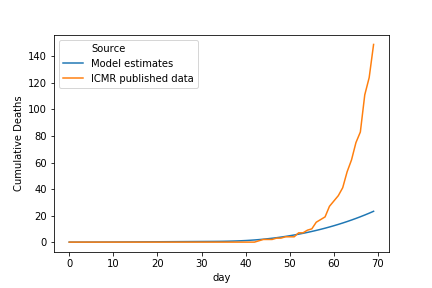 Source
Model estimates
ICMR published data
Cumulative Deaths
140
120
100
80
60
40
20
0
0 10 20 30 40 50 60 70
day